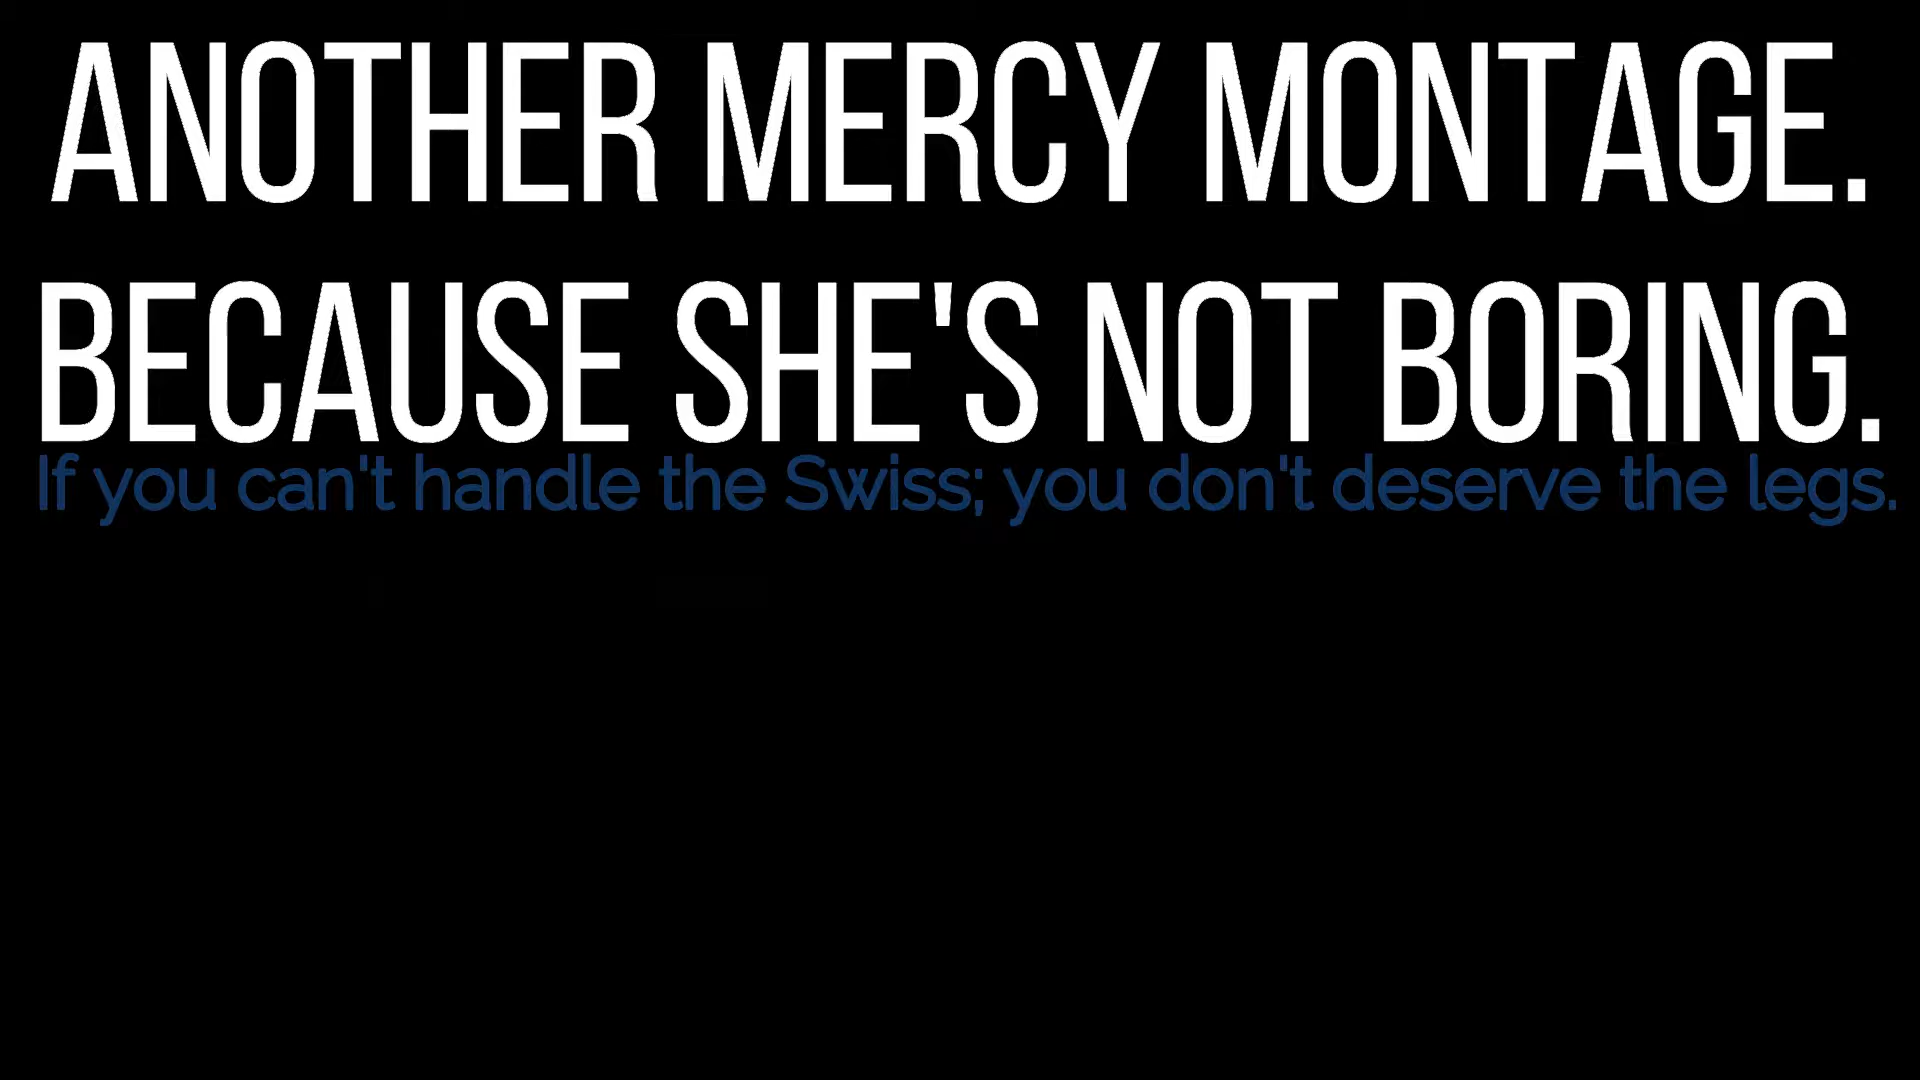 ANOTHER MERCY MONTAGE.
BECAUSE SHE'S NOT BORING.
If you can't handle the Swiss; you don't deserve the legs.